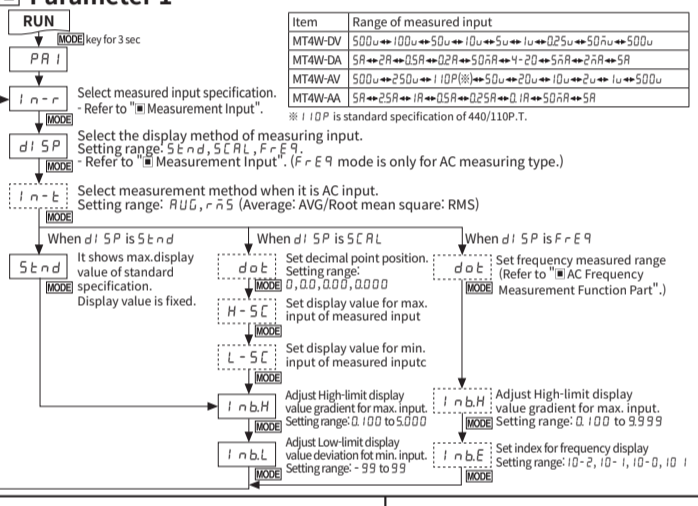 Parameter 1
RUN
MODE key for 3 sec
PA1
Item Range of measured input
MT4W-DV 500u↔100u↔50u↔10u↔5u↔1u↔0.25u↔50ñu↔500u
MT4W-DA 5A↔2A↔0.5A↔0.2A↔50ñA↔4-20↔5ñA↔2ñA↔5A
MT4W-AV 500u↔250u↔110P(※)↔50u↔20u↔10u↔2u↔1u↔500u
MT4W-AA 5A↔2.5A↔1A↔0.5A↔0.25A↔0.1A↔50ñA↔5A
※ 110P is standard specification of 440/110P.T.
In-r
Select measured input specification.
- Refer to "▣ Measurement Input".
MODE
dISP
Select the display method of measuring input.
Setting range: Stnd, SCAL, FrEq.
MODE - Refer to "▣ Measurement Input". (FrEq mode is only for AC measuring type.)
In-t
Select measurement method when it is AC input.
Setting range: AUG, rñS (Average: AVG/Root mean square: RMS)
MODE
When dISP is Stnd
Stnd
It shows max.display
value of standard
MODE specification.
Display value is fixed.
When dISP is SCAL
dot
Set decimal point position.
Setting range:
MODE 0, 0.0, 0.00, 0.000
H-SC
Set display value for max.
input of measured input
MODE
L-SC
Set display value for min.
input of measured inputc
MODE
Inb.H
Adjust High-limit display
value gradient for max. input.
MODE Setting range: 0.100 to 5.000
Inb.L
Adjust Low-limit display
value deviation fot min. input.
MODE Setting range: -99 to 99
When dISP is FrEq
dot
Set frequency measured range
(Refer to "▣ AC Frequency
MODE Measurement Function Part".)
Inb.H
Adjust High-limit display
value gradient for max. input.
MODE Setting range: 0.100 to 9.999
Inb.E
Set index for frequency display
Setting range: 10-2, 10-1, 10-0, 10 1
MODE